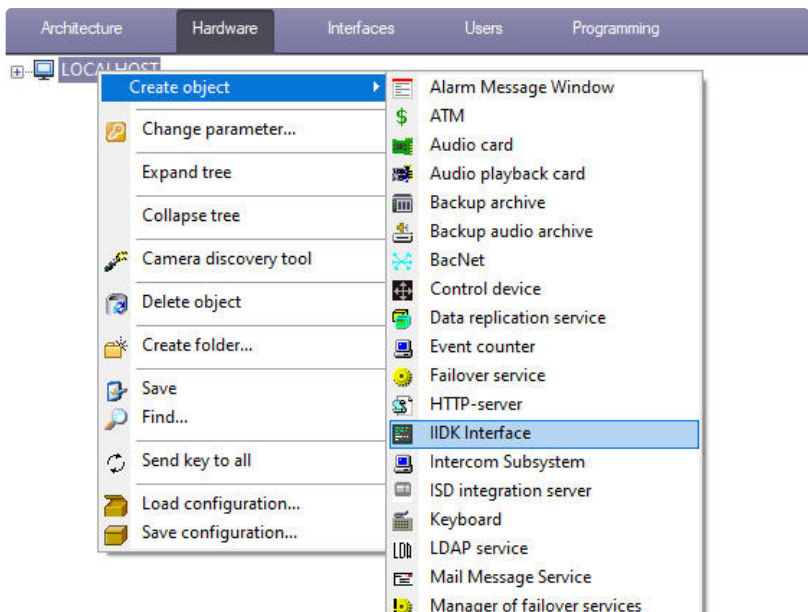 Architecture Hardware Interfaces Users Programming
LOCALHOST
Create object
Change parameter...
Expand tree
Collapse tree
Camera discovery tool
Delete object
Create folder...
Save
Find...
Send key to all
Load configuration...
Save configuration...
Alarm Message Window
ATM
Audio card
Audio playback card
Backup archive
Backup audio archive
BacNet
Control device
Data replication service
Event counter
Failover service
HTTP-server
IIDK Interface
Intercom Subsystem
ISD integration server
Keyboard
LDAP service
Mail Message Service
Manager of failover services